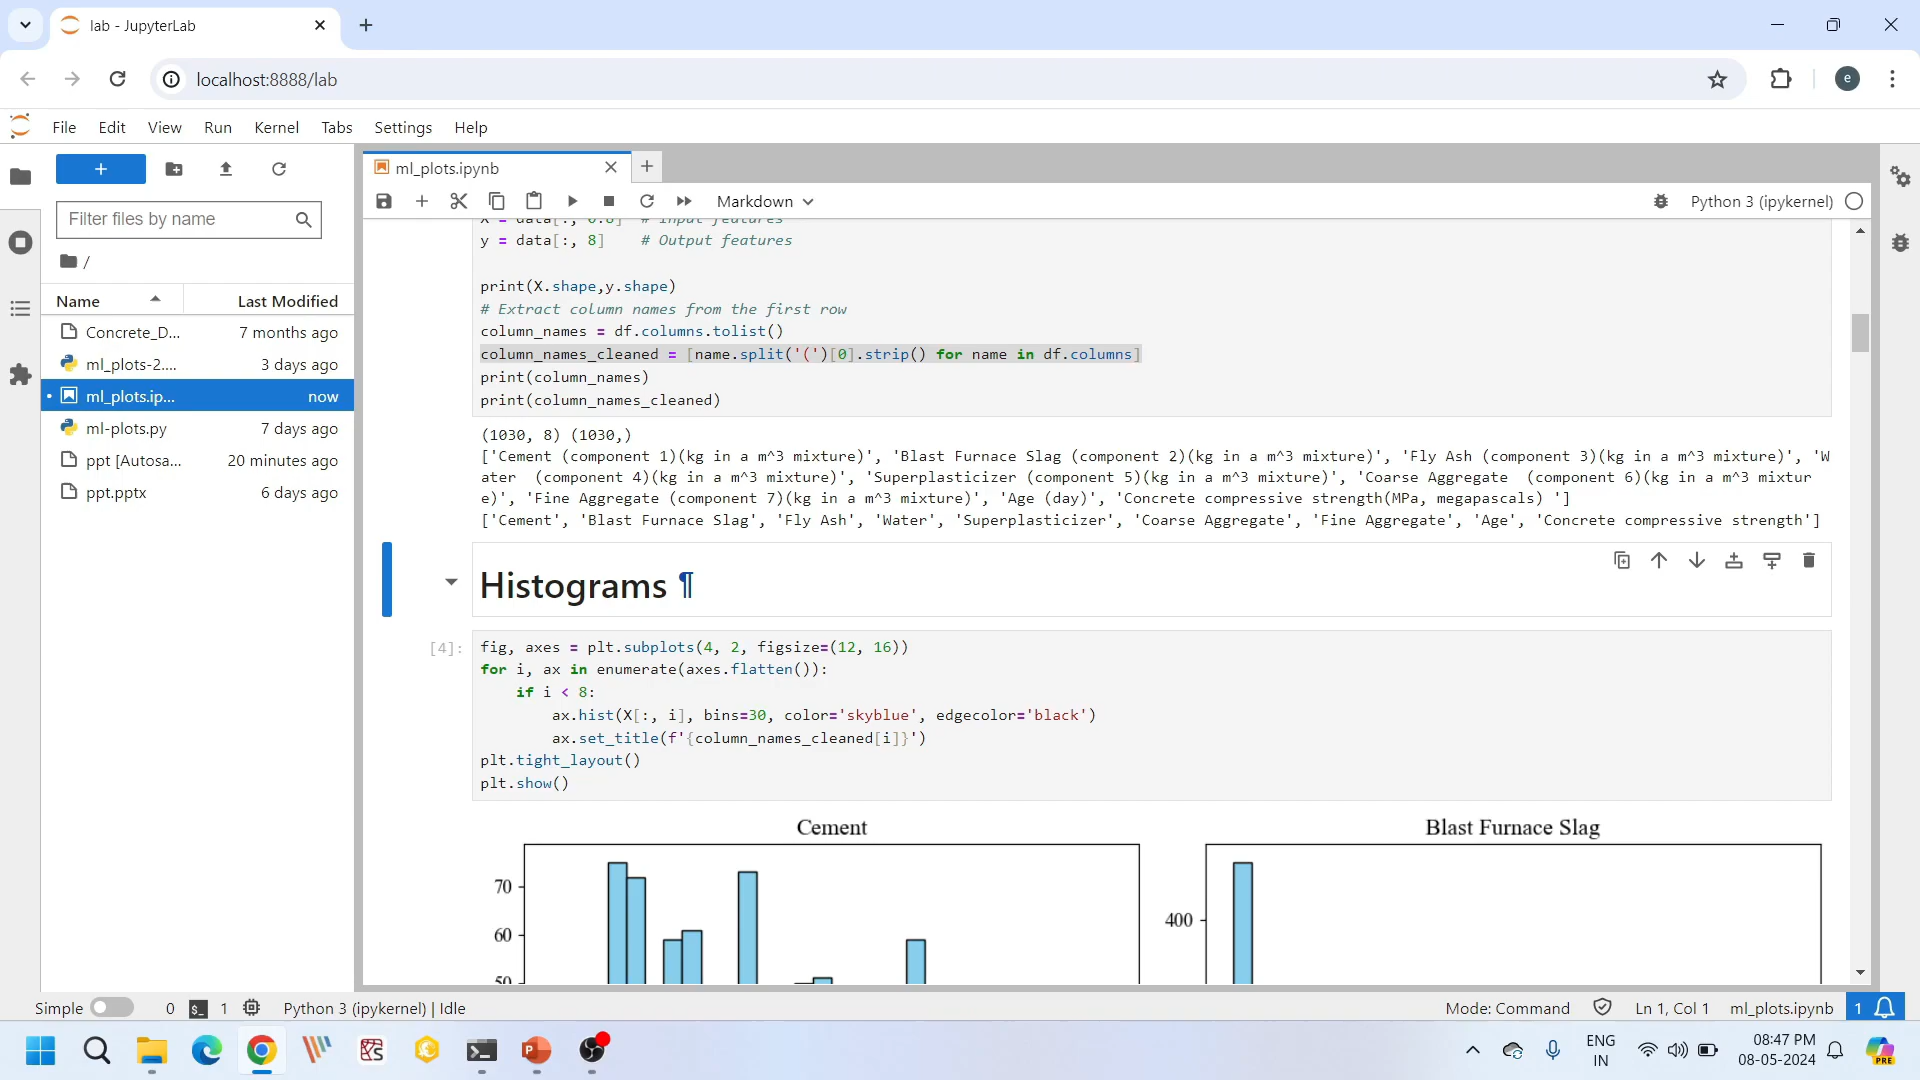 lab - JupyterLab
localhost:8888/lab
e
File Edit View Run Kernel Tabs Settings Help
ml_plots.ipynb
Filter files by name
Markdown
Python 3 (ipykernel)
/
Name Last Modified
Concrete_D... 7 months ago
ml_plots-2.... 3 days ago
ml_plots.ip... now
ml-plots.py 7 days ago
ppt [Autosa... 20 minutes ago
ppt.pptx 6 days ago
X = data[:, 0:8] # Input features
y = data[:, 8] # Output features
print(X.shape,y.shape)
# Extract column names from the first row
column_names = df.columns.tolist()
column_names_cleaned = [name.split('(')[0].strip() for name in df.columns]
print(column_names)
print(column_names_cleaned)
(1030, 8) (1030,)
['Cement (component 1)(kg in a m^3 mixture)', 'Blast Furnace Slag (component 2)(kg in a m^3 mixture)', 'Fly Ash (component 3)(kg in a m^3 mixture)', 'W
ater  (component 4)(kg in a m^3 mixture)', 'Superplasticizer (component 5)(kg in a m^3 mixture)', 'Coarse Aggregate  (component 6)(kg in a m^3 mixtur
e)', 'Fine Aggregate (component 7)(kg in a m^3 mixture)', 'Age (day)', 'Concrete compressive strength(MPa, megapascals) ']
['Cement', 'Blast Furnace Slag', 'Fly Ash', 'Water', 'Superplasticizer', 'Coarse Aggregate', 'Fine Aggregate', 'Age', 'Concrete compressive strength']
Histograms ¶
[4]:
fig, axes = plt.subplots(4, 2, figsize=(12, 16))
for i, ax in enumerate(axes.flatten()):
    if i < 8:
        ax.hist(X[:, i], bins=30, color='skyblue', edgecolor='black')
        ax.set_title(f'{column_names_cleaned[i]}')
plt.tight_layout()
plt.show()
Cement Blast Furnace Slag
70
400
60
50
Simple 0 $_ 1 Python 3 (ipykernel) | Idle Mode: Command Ln 1, Col 1 ml_plots.ipynb 1
ENG
IN
08:47 PM
08-05-2024
PRE